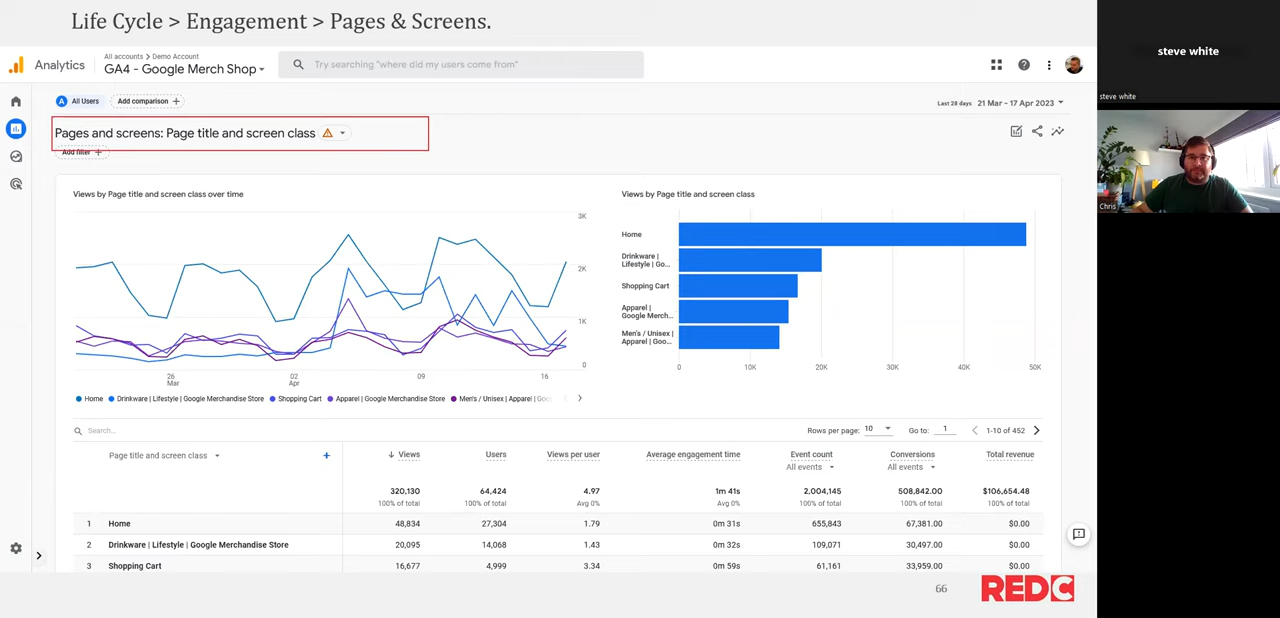 Life Cycle > Engagement > Pages & Screens.
Analytics
All accounts > Demo Account
GA4 - Google Merch Shop
Try searching "where did my users come from"
A All Users
Add comparison +
Last 28 days 21 Mar – 17 Apr 2023
Pages and screens: Page title and screen class
Add filter +
Views by Page title and screen class over time
3K
2K
1K
0
26
Mar
02
Apr
09
16
Home
Drinkware | Lifestyle | Google Merchandise Store
Shopping Cart
Apparel | Google Merchandise Store
Men's / Unisex | Apparel | Goo
Views by Page title and screen class
Home
Drinkware |
Lifestyle | Go...
Shopping Cart
Apparel |
Google Merch...
Men's / Unisex |
Apparel | Goo...
0 10K 20K 30K 40K 50K
Search...
Rows per page: 10 Go to: 1 1-10 of 452
Page title and screen class + ↓ Views Users Views per user Average engagement time Event count Conversions Total revenue
All events All events
320,130 64,424 4.97 1m 41s 2,004,145 508,842.00 $106,654.48
100% of total 100% of total Avg 0% Avg 0% 100% of total 100% of total 100% of total
1 Home 48,834 27,304 1.79 0m 31s 655,843 67,381.00 $0.00
2 Drinkware | Lifestyle | Google Merchandise Store 20,095 14,068 1.43 0m 32s 109,071 30,497.00 $0.00
3 Shopping Cart 16,677 4,999 3.34 0m 59s 61,161 33,959.00 $0.00
66
REDC
steve white
steve white
Chris